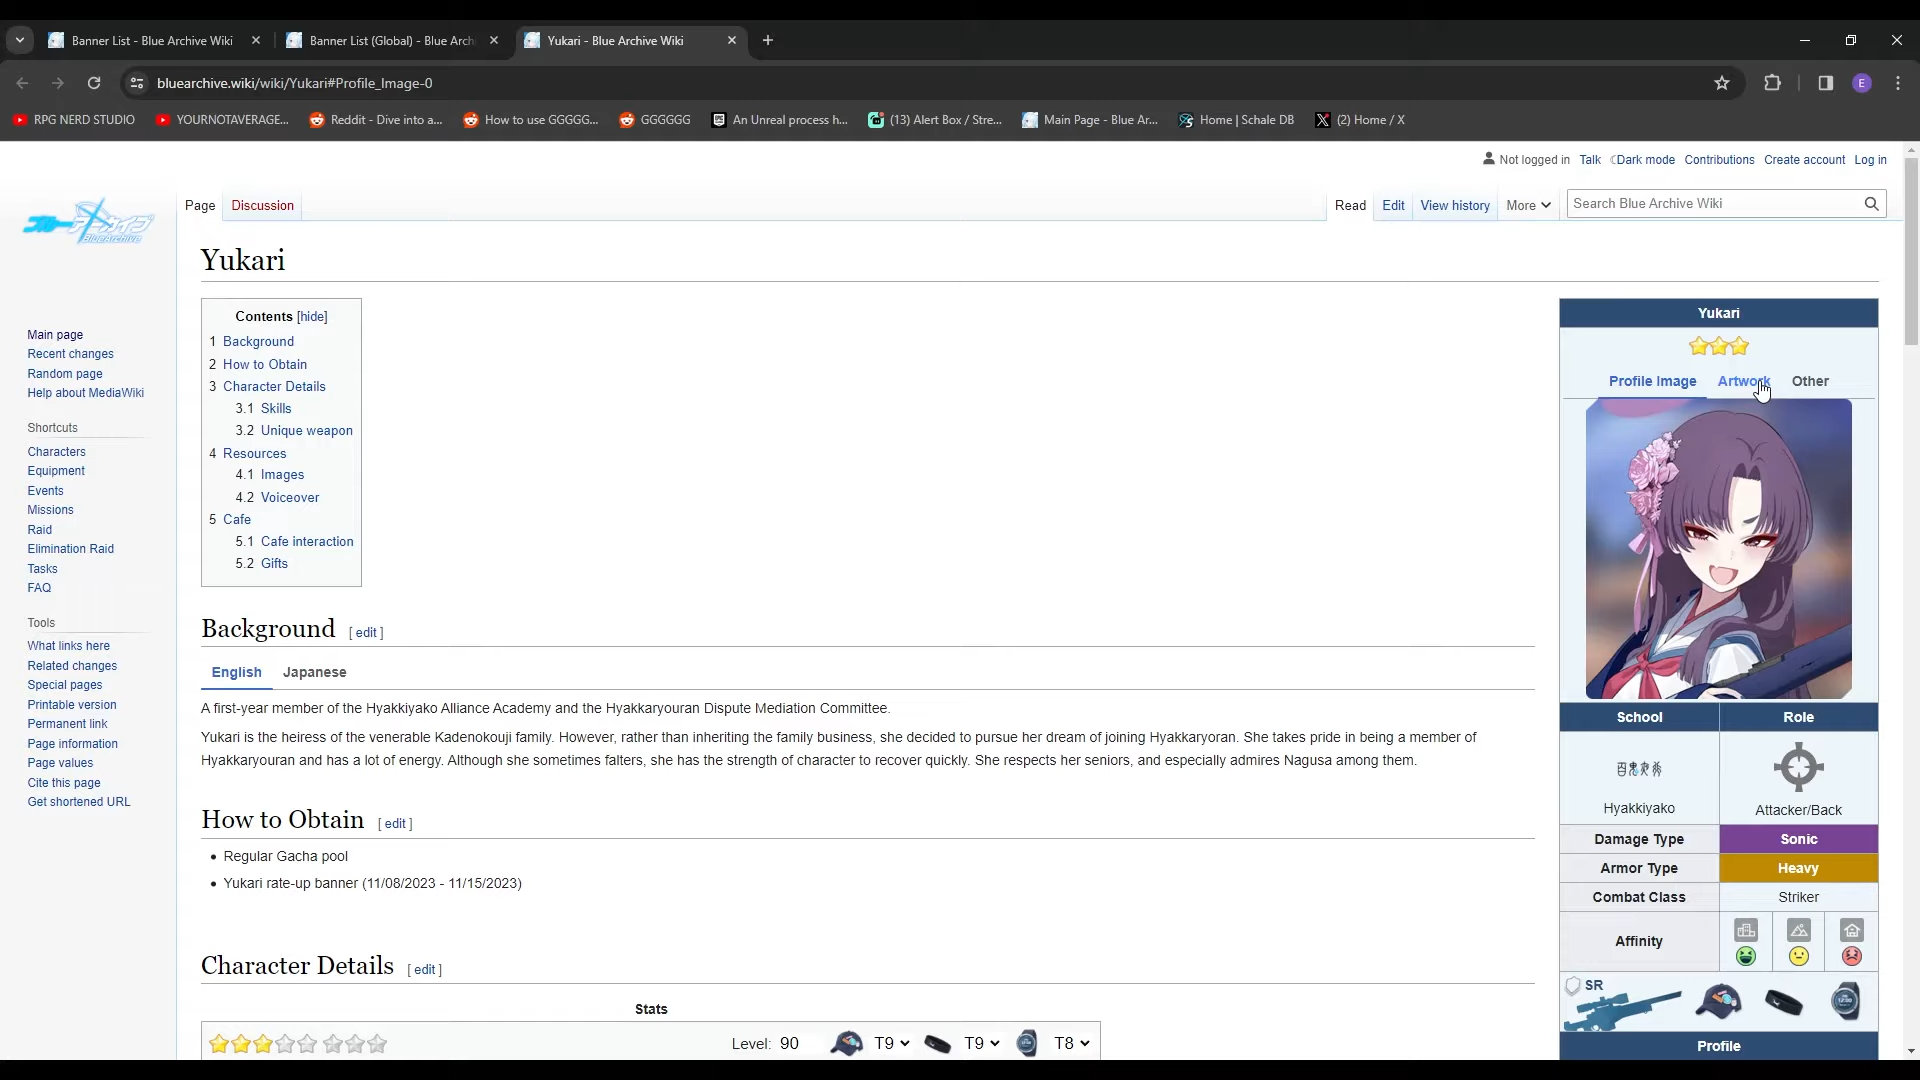 Banner List - Blue Archive Wiki
Banner List (Global) - Blue Arch
Yukari - Blue Archive Wiki
bluearchive.wiki/wiki/Yukari#Profile_Image-0
E
RPG NERD STUDIO
YOURNOTAVERAGE...
Reddit - Dive into a...
How to use GGGGG...
GGGGGG
An Unreal process h...
(13) Alert Box / Stre...
Main Page - Blue Ar...
Home | Schale DB
(2) Home / X
Not logged in Talk Dark mode Contributions Create account Log in
ブルーアーカイブ
BlueArchive
Page Discussion
Read Edit View history More
Search Blue Archive Wiki
Main page
Recent changes
Random page
Help about MediaWiki
Shortcuts
Characters
Equipment
Events
Missions
Raid
Elimination Raid
Tasks
FAQ
Tools
What links here
Related changes
Special pages
Printable version
Permanent link
Page information
Page values
Cite this page
Get shortened URL
Yukari
Contents [hide]
1 Background
2 How to Obtain
3 Character Details
3.1 Skills
3.2 Unique weapon
4 Resources
4.1 Images
4.2 Voiceover
5 Cafe
5.1 Cafe interaction
5.2 Gifts
Background [ edit ]
English Japanese
A first-year member of the Hyakkiyako Alliance Academy and the Hyakkaryouran Dispute Mediation Committee.
Yukari is the heiress of the venerable Kadenokouji family. However, rather than inheriting the family business, she decided to pursue her dream of joining Hyakkaryoran. She takes pride in being a member of
Hyakkaryouran and has a lot of energy. Although she sometimes falters, she has the strength of character to recover quickly. She respects her seniors, and especially admires Nagusa among them.
How to Obtain [ edit ]
• Regular Gacha pool
• Yukari rate-up banner (11/08/2023 - 11/15/2023)
Character Details [ edit ]
Stats
Level: 90 T9 T9 T8
Yukari
Profile Image Artwork Other
School Role
百鬼夜行
Hyakkiyako Attacker/Back
Damage Type Sonic
Armor Type Heavy
Combat Class Striker
Affinity
SR
Profile